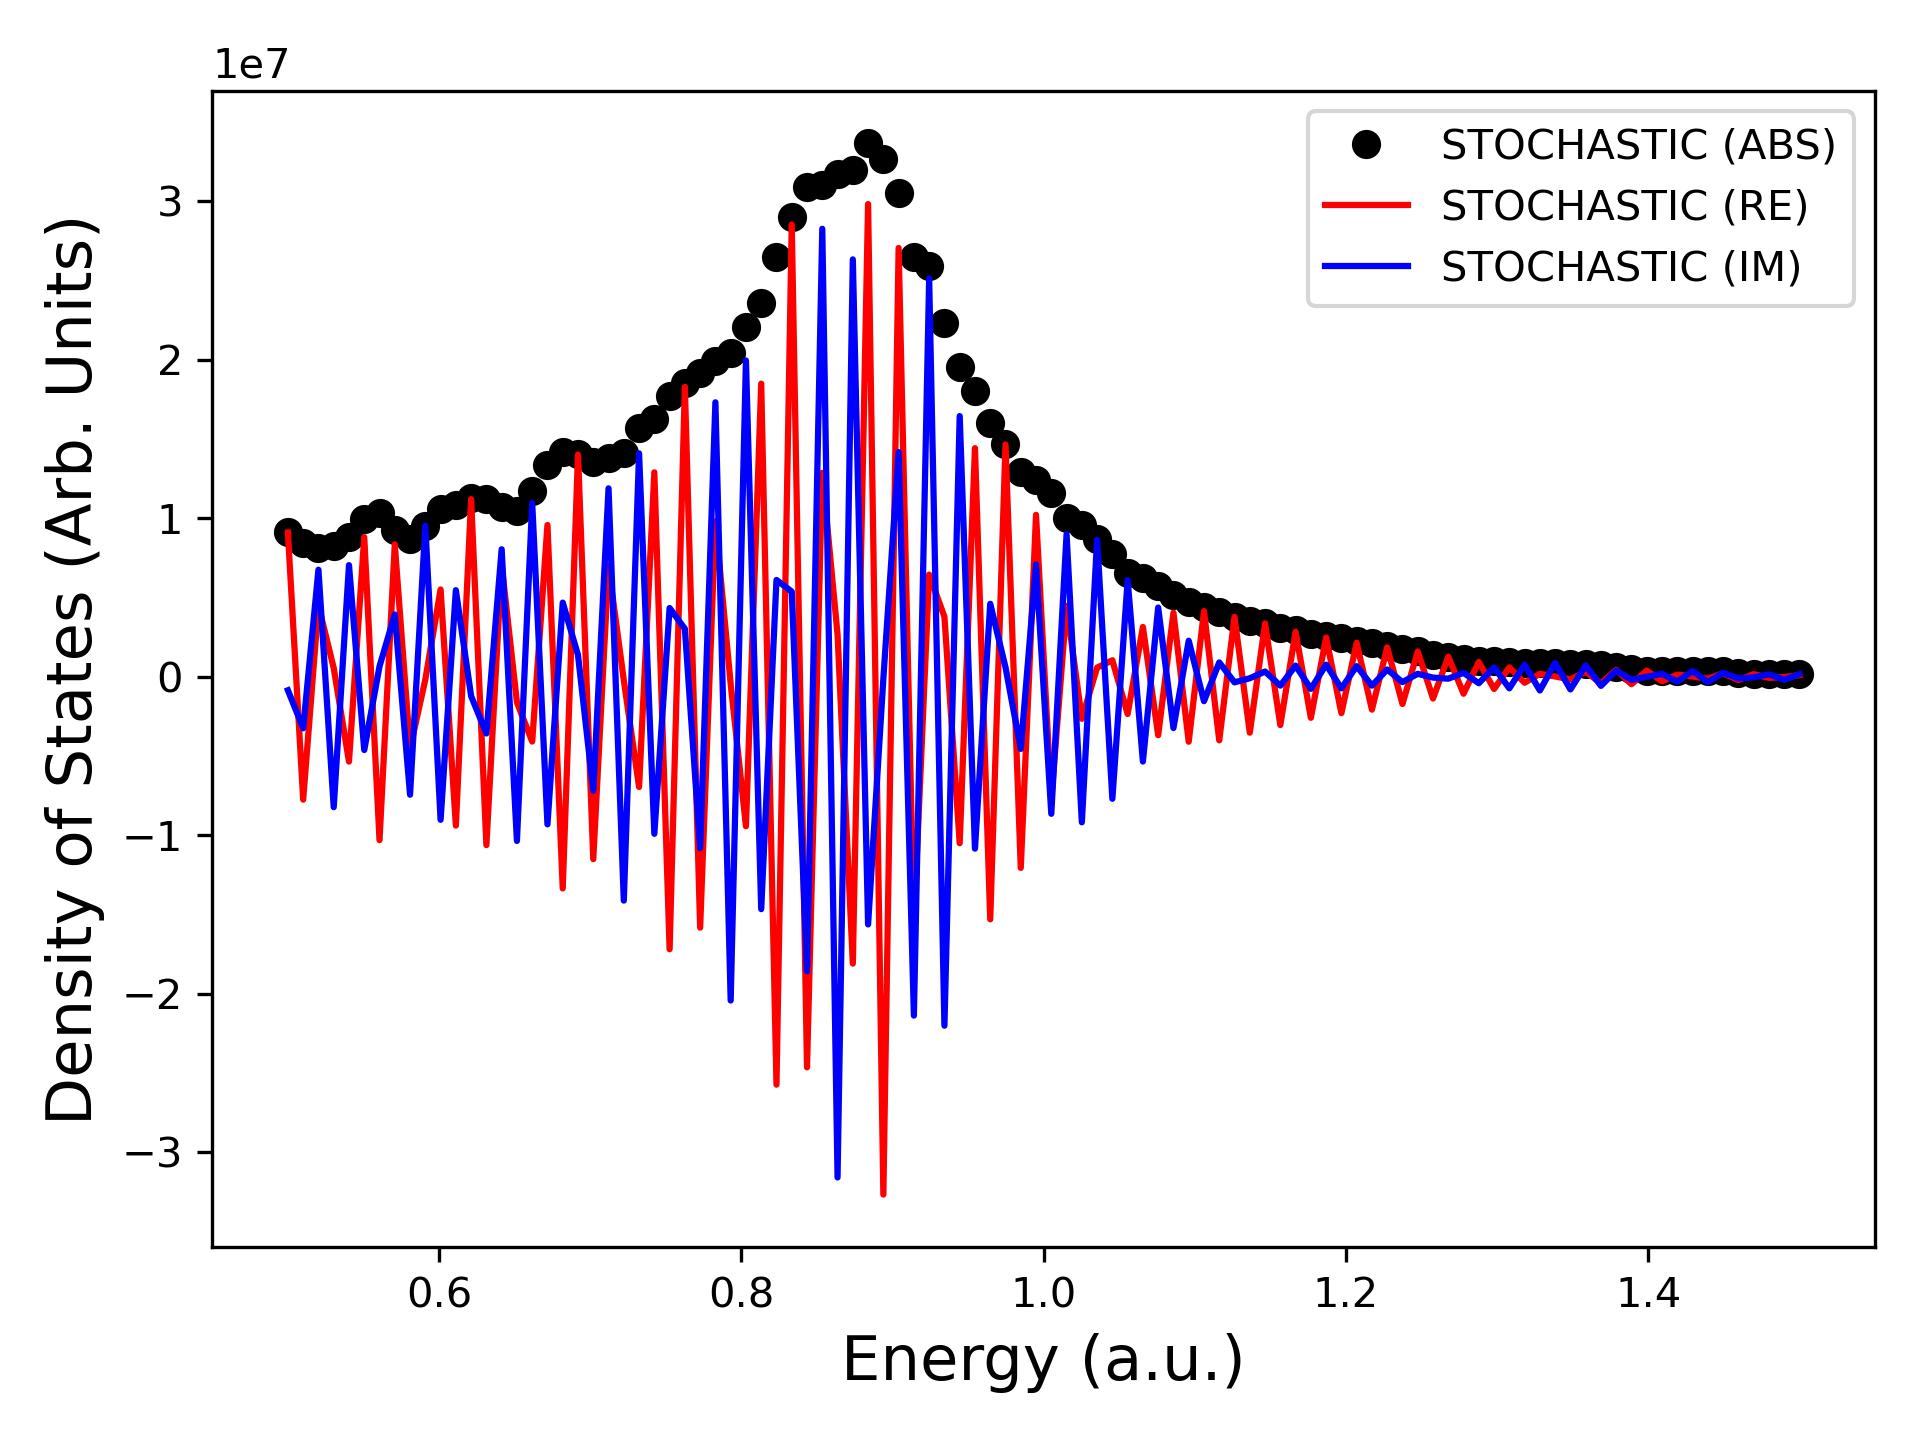 1e7
STOCHASTIC (ABS)
STOCHASTIC (RE)
STOCHASTIC (IM)
Density of States (Arb. Units)
3
2
1
0
−1
−2
−3
0.6
0.8
1.0
1.2
1.4
Energy (a.u.)